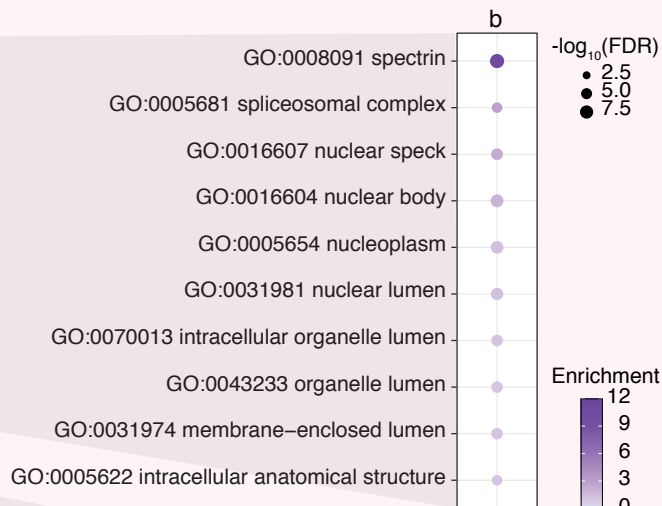 b
-log10(FDR)
GO:0008091 spectrin
2.5
5.0
7.5
GO:0005681 spliceosomal complex
GO:0016607 nuclear speck
GO:0016604 nuclear body
GO:0005654 nucleoplasm
GO:0031981 nuclear lumen
GO:0070013 intracellular organelle lumen
GO:0043233 organelle lumen
GO:0031974 membrane−enclosed lumen
GO:0005622 intracellular anatomical structure
Enrichment
12
9
6
3
0